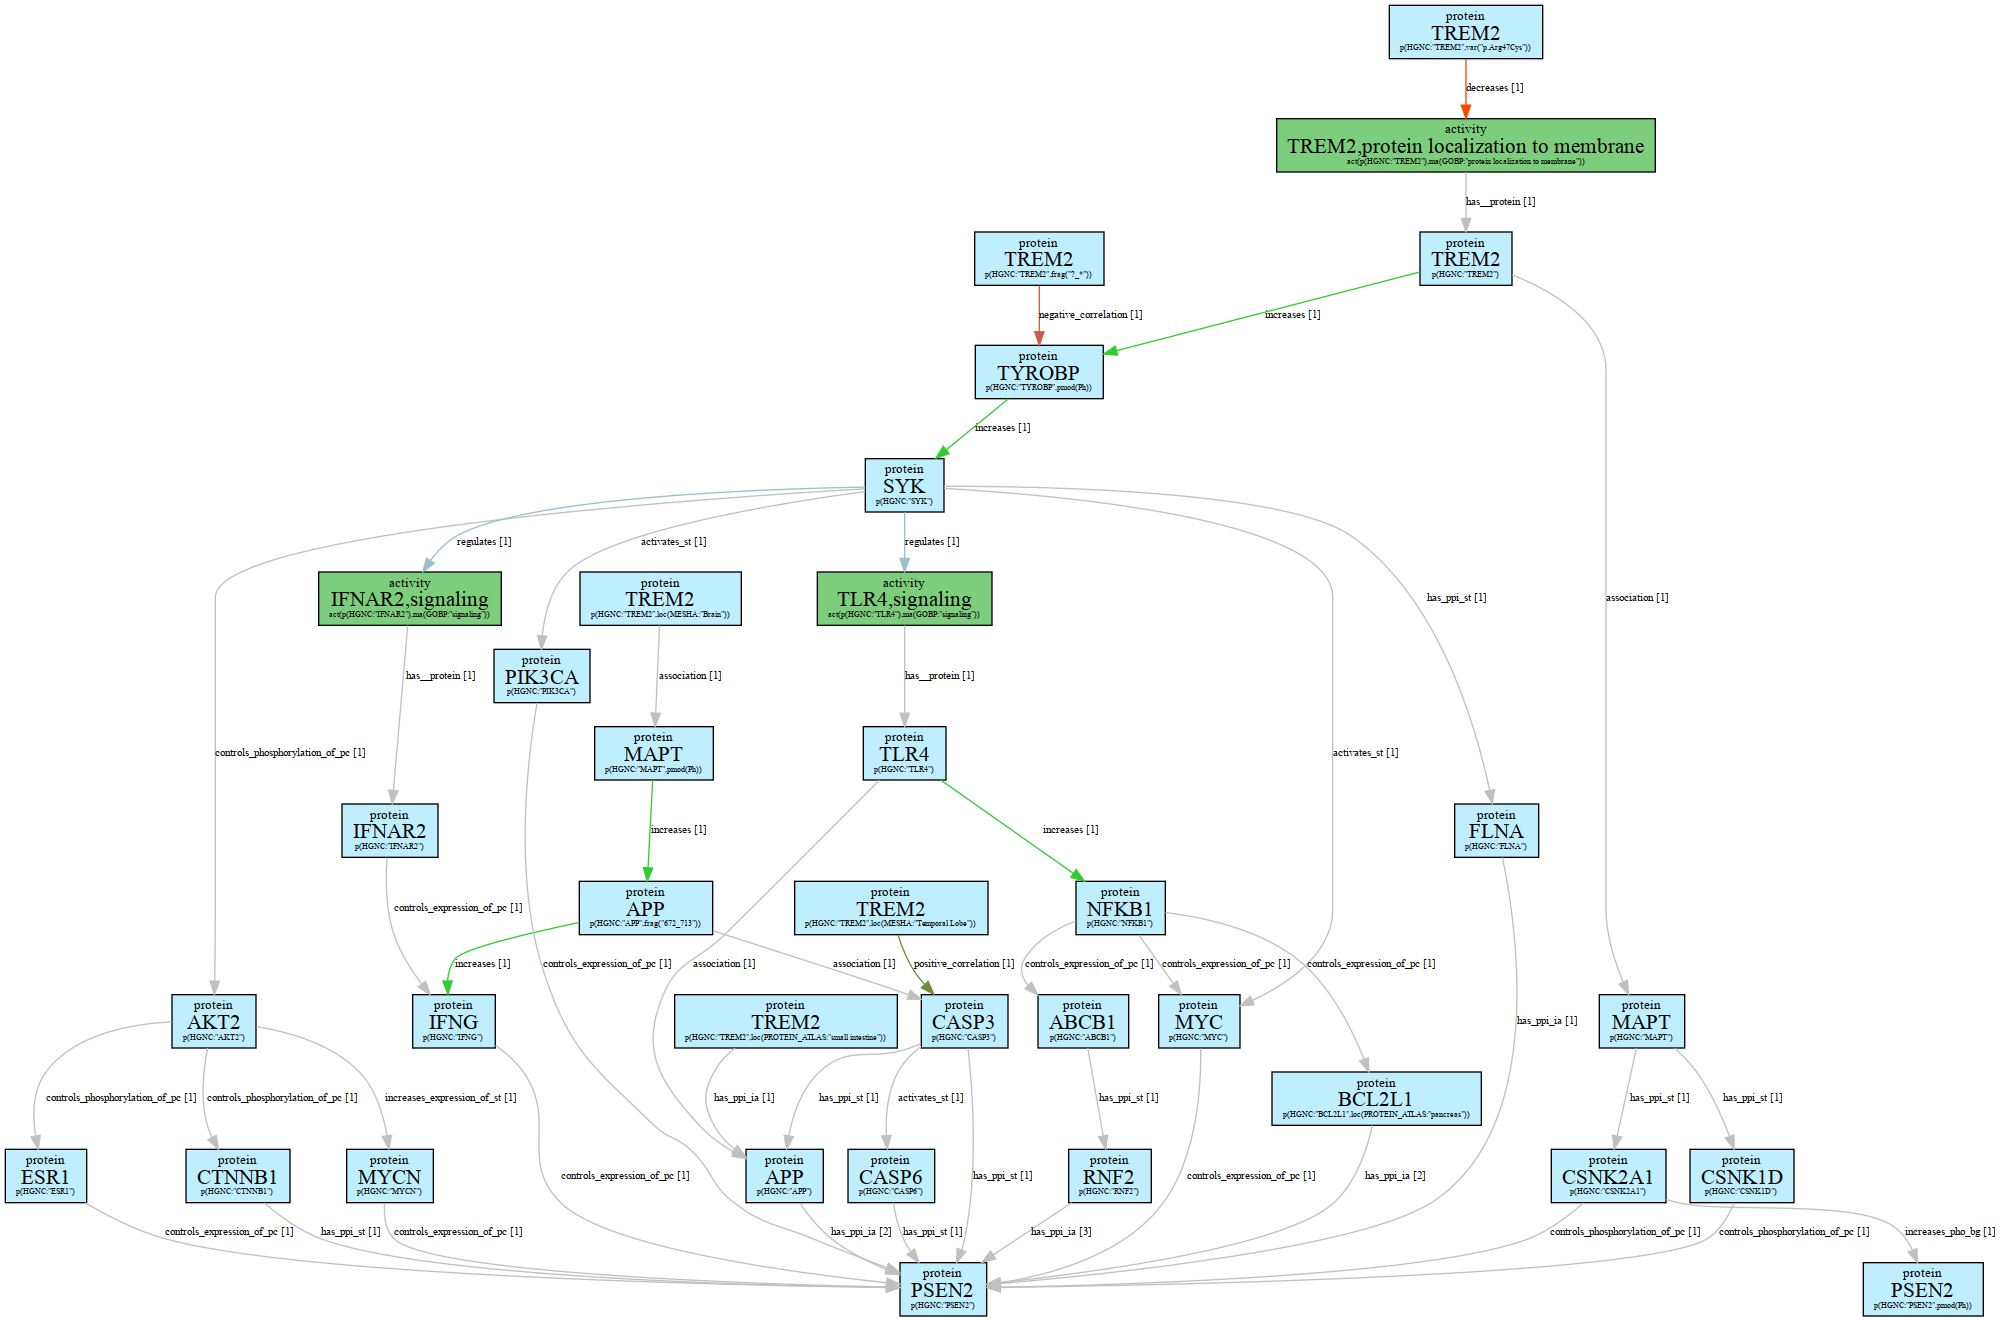 protein
TREM2
p(HGNC:"TREM2",var("p.Arg47Cys"))
decreases [1]
activity
TREM2,protein localization to membrane
act(p(HGNC:"TREM2"),ma(GOBP:"protein localization to membrane"))
has__protein [1]
protein
TREM2
p(HGNC:"TREM2",frag("?_*"))
protein
TREM2
p(HGNC:"TREM2")
negative_correlation [1]
increases [1]
protein
TYROBP
p(HGNC:"TYROBP",pmod(Ph))
increases [1]
protein
SYK
p(HGNC:"SYK")
regulates [1]
activates_st [1]
regulates [1]
activity
IFNAR2,signaling
act(p(HGNC:"IFNAR2"),ma(GOBP:"signaling"))
protein
TREM2
p(HGNC:"TREM2",loc(MESHA:"Brain"))
activity
TLR4,signaling
act(p(HGNC:"TLR4"),ma(GOBP:"signaling"))
has_ppi_st [1]
association [1]
has__protein [1]
protein
PIK3CA
p(HGNC:"PIK3CA")
association [1]
has__protein [1]
controls_phosphorylation_of_pc [1]
protein
MAPT
p(HGNC:"MAPT",pmod(Ph))
protein
TLR4
p(HGNC:"TLR4")
activates_st [1]
protein
IFNAR2
p(HGNC:"IFNAR2")
increases [1]
increases [1]
protein
FLNA
p(HGNC:"FLNA")
controls_expression_of_pc [1]
protein
APP
p(HGNC:"APP",frag("672_713"))
protein
TREM2
p(HGNC:"TREM2",loc(MESHA:"Temporal Lobe"))
protein
NFKB1
p(HGNC:"NFKB1")
increases [1]
controls_expression_of_pc [1]
association [1]
association [1]
positive_correlation [1]
controls_expression_of_pc [1]
controls_expression_of_pc [1]
controls_expression_of_pc [1]
protein
AKT2
p(HGNC:"AKT2")
protein
IFNG
p(HGNC:"IFNG")
protein
TREM2
p(HGNC:"TREM2",loc(PROTEIN_ATLAS:"small intestine"))
protein
CASP3
p(HGNC:"CASP3")
protein
ABCB1
p(HGNC:"ABCB1")
protein
MYC
p(HGNC:"MYC")
has_ppi_ia [1]
protein
MAPT
p(HGNC:"MAPT")
controls_phosphorylation_of_pc [1]
controls_phosphorylation_of_pc [1]
increases_expression_of_st [1]
has_ppi_ia [1]
has_ppi_st [1]
activates_st [1]
has_ppi_st [1]
protein
BCL2L1
p(HGNC:"BCL2L1",loc(PROTEIN_ATLAS:"pancreas"))
has_ppi_st [1]
has_ppi_st [1]
protein
ESR1
p(HGNC:"ESR1")
protein
CTNNB1
p(HGNC:"CTNNB1")
protein
MYCN
p(HGNC:"MYCN")
controls_expression_of_pc [1]
protein
APP
p(HGNC:"APP")
protein
CASP6
p(HGNC:"CASP6")
has_ppi_st [1]
protein
RNF2
p(HGNC:"RNF2")
controls_expression_of_pc [1]
has_ppi_ia [2]
protein
CSNK2A1
p(HGNC:"CSNK2A1")
protein
CSNK1D
p(HGNC:"CSNK1D")
controls_expression_of_pc [1]
has_ppi_st [1]
controls_expression_of_pc [1]
has_ppi_ia [2]
has_ppi_st [1]
has_ppi_ia [3]
controls_phosphorylation_of_pc [1]
controls_phosphorylation_of_pc [1]
increases_pho_bg [1]
protein
PSEN2
p(HGNC:"PSEN2")
protein
PSEN2
p(HGNC:"PSEN2",pmod(Ph))